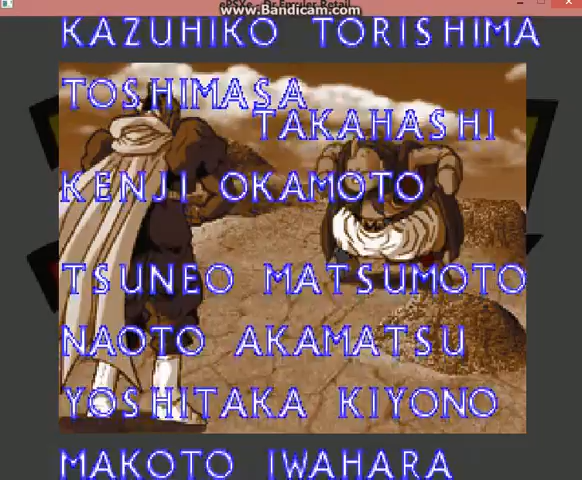 www.Bandicam.com
KAZUHIKO TORISHIMA
TOSHIMASA
TAKAHASHI
KENJI OKAMOTO
TSUNEO MATSUMOTO
NAOTO AKAMATSU
YOSHITAKA KIYONO
MAKOTO IWAHARA